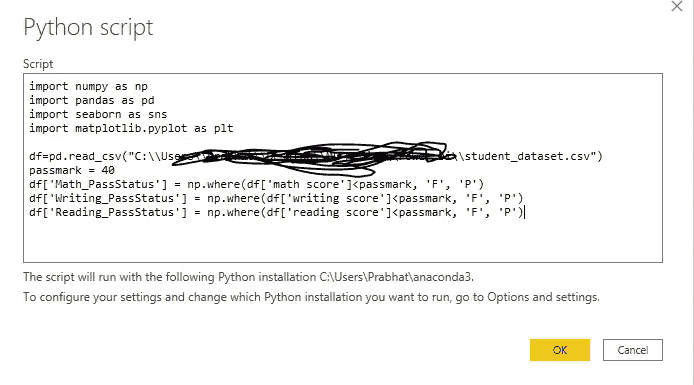 Python script
Script
import numpy as np
import pandas as pd
import seaborn as sns
import matplotlib.pyplot as plt
df=pd.read_csv("C:\\Users \student_dataset.csv")
passmark = 40
df['Math_PassStatus'] = np.where(df['math score']<passmark, 'F', 'P')
df['Writing_PassStatus'] = np.where(df['writing score']<passmark, 'F', 'P')
df['Reading_PassStatus'] = np.where(df['reading score']<passmark, 'F', 'P')
The script will run with the following Python installation C:\Users\Prabhat\anaconda3.
To configure your settings and change which Python installation you want to run, go to Options and settings.
OK Cancel